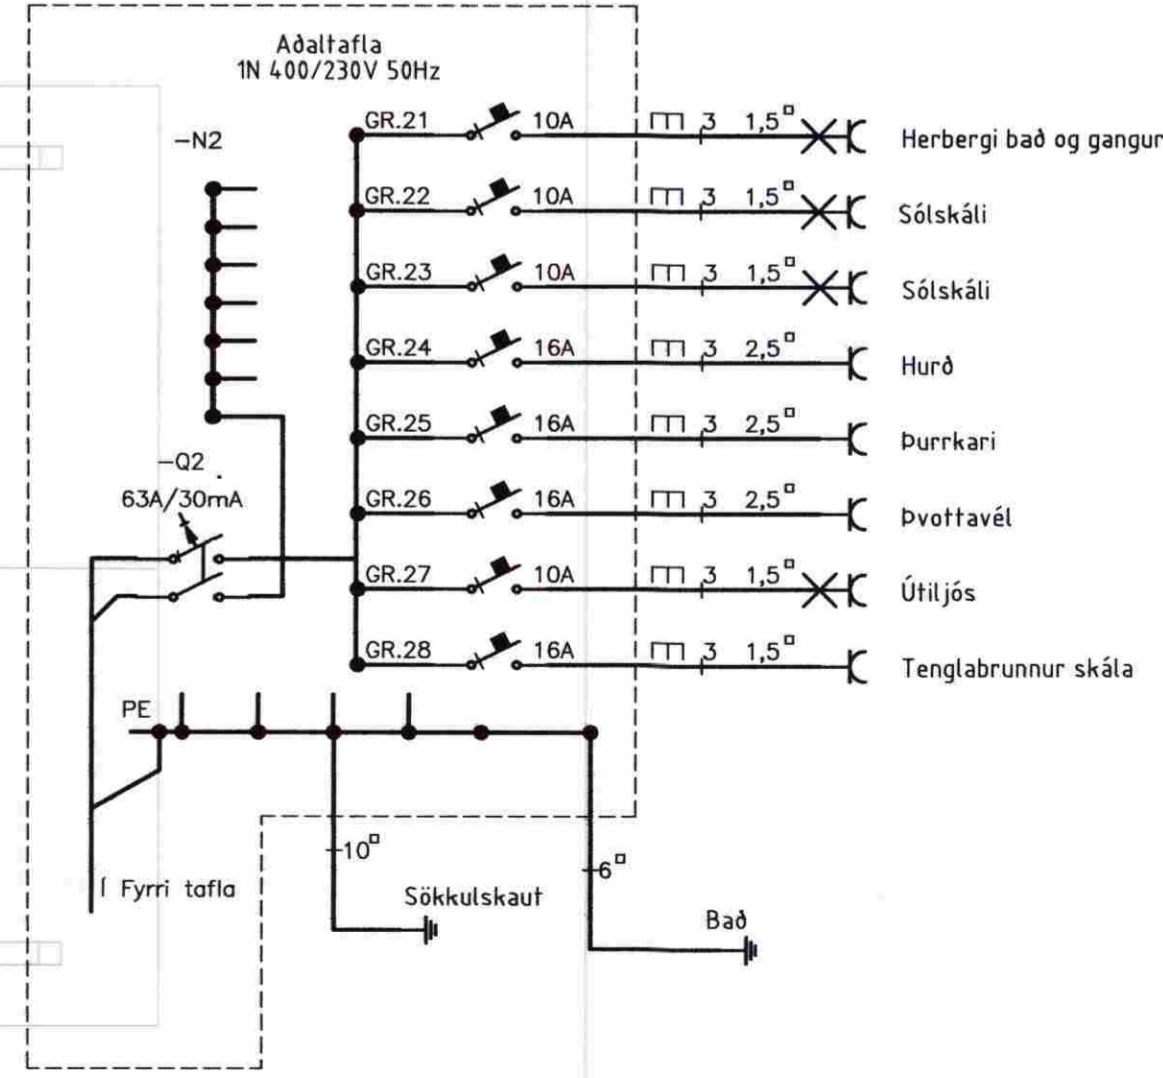 Aðaltafla
1N 400/230V 50Hz
-N2
GR.21 10A 3 1,5▫ Herbergi bað og gangur
GR.22 10A 3 1,5▫ Sólskáli
GR.23 10A 3 1,5▫ Sólskáli
GR.24 16A 3 2,5▫ Hurð
GR.25 16A 3 2,5▫ Þurrkari
-Q2
63A/30mA
GR.26 16A 3 2,5▫ Þvottavél
GR.27 10A 3 1,5▫ Útiljós
GR.28 16A 3 1,5▫ Tenglabrunnur skála
PE
10▫
6▫
Í Fyrri tafla
Sökkulskaut
Bað